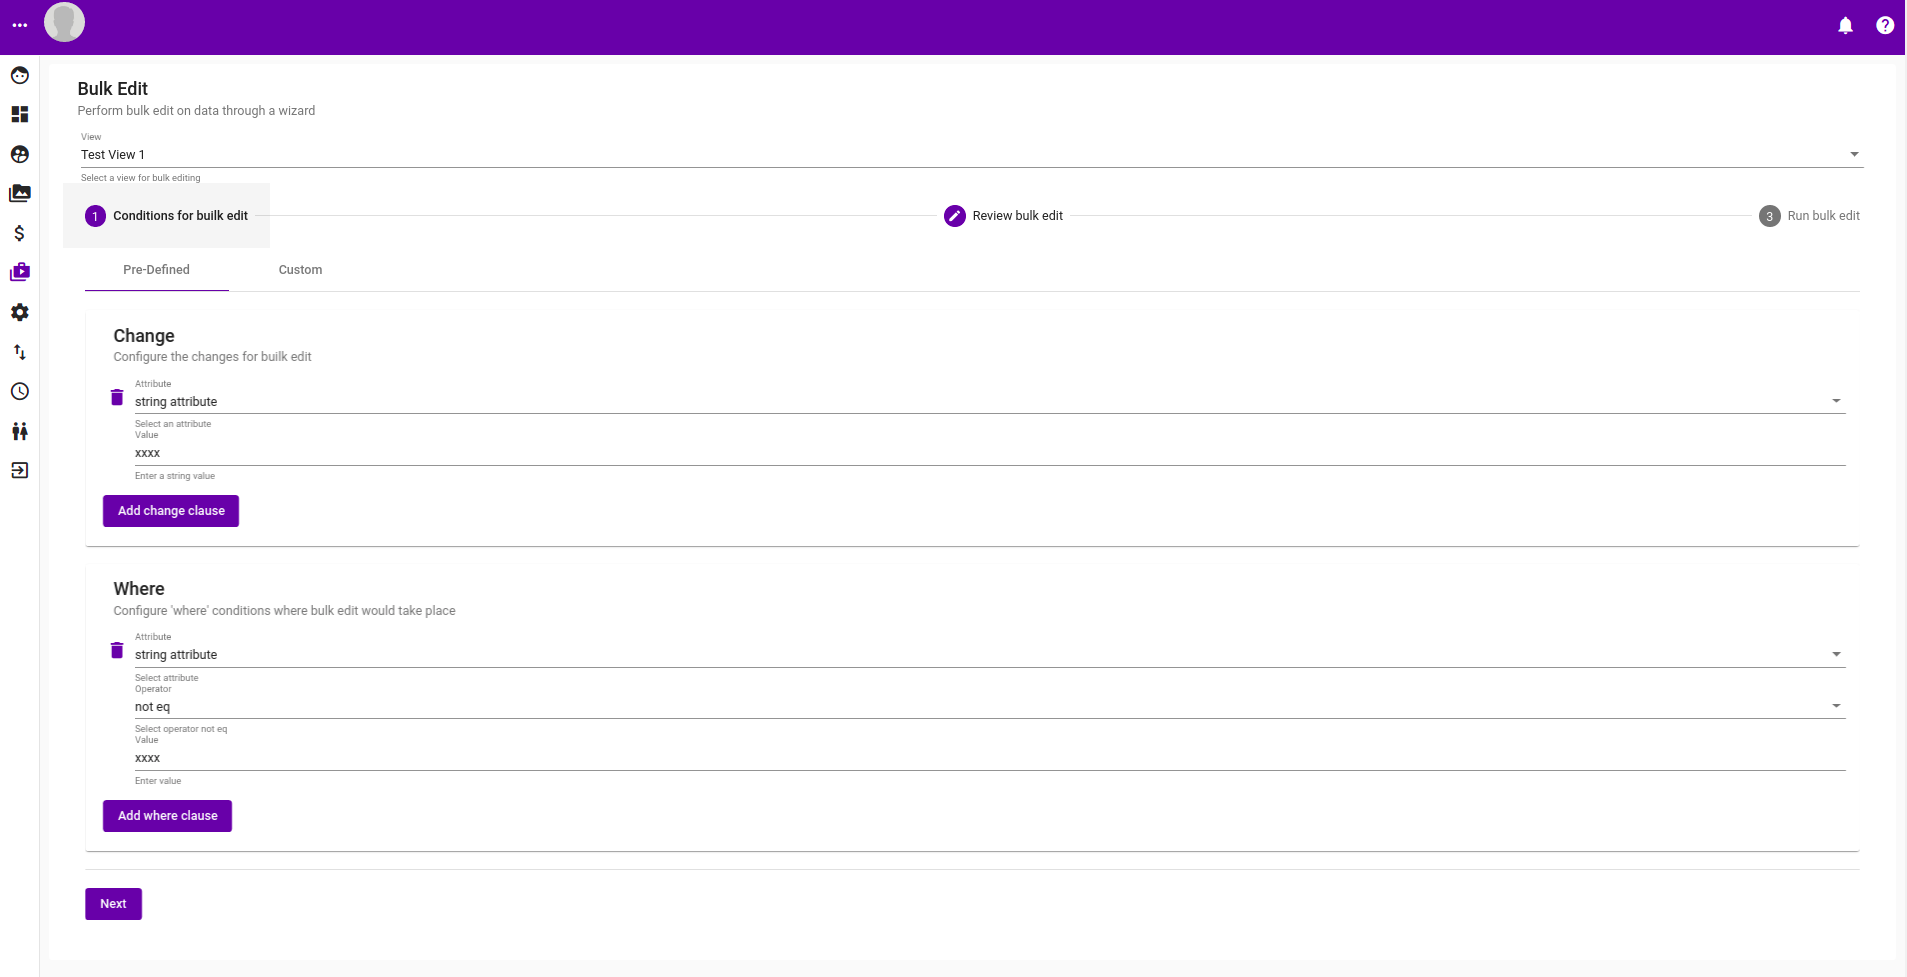 Bulk Edit
Perform bulk edit on data through a wizard
View
Test View 1
Select a view for bulk editing
1 Conditions for builk edit
Review bulk edit
3 Run bulk edit
Pre-Defined
Custom
Change
Configure the changes for builk edit
Attribute
string attribute
Select an attribute
Value
xxxx
Enter a string value
Add change clause
Where
Configure 'where' conditions where bulk edit would take place
Attribute
string attribute
Select attribute
Operator
not eq
Select operator not eq
Value
xxxx
Enter value
Add where clause
Next